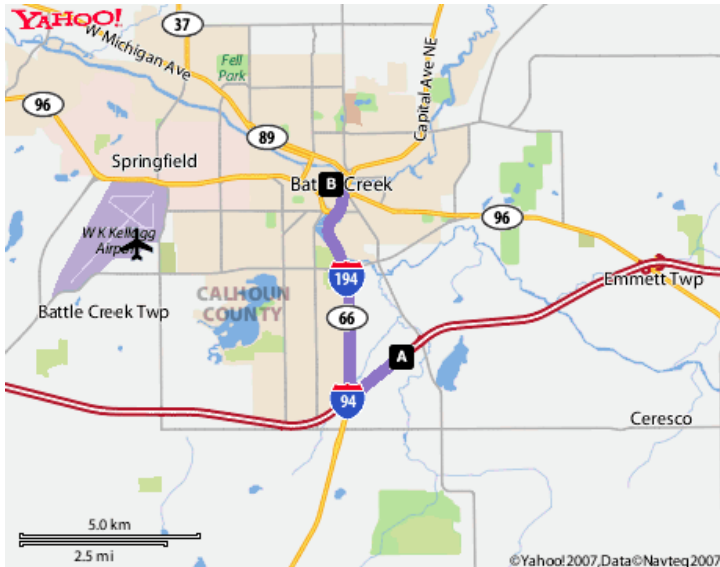 YAHOO!
37
W Michigan Ave
Fell
Park
Capital Ave NE
96
89
Springfield
B
Battle Creek
96
W K Kellogg
Airport
194
Emmett Twp
CALHOUN
COUNTY
Battle Creek Twp
66
A
94
Ceresco
5.0 km
2.5 mi
©Yahoo!2007,Data©Navteq2007